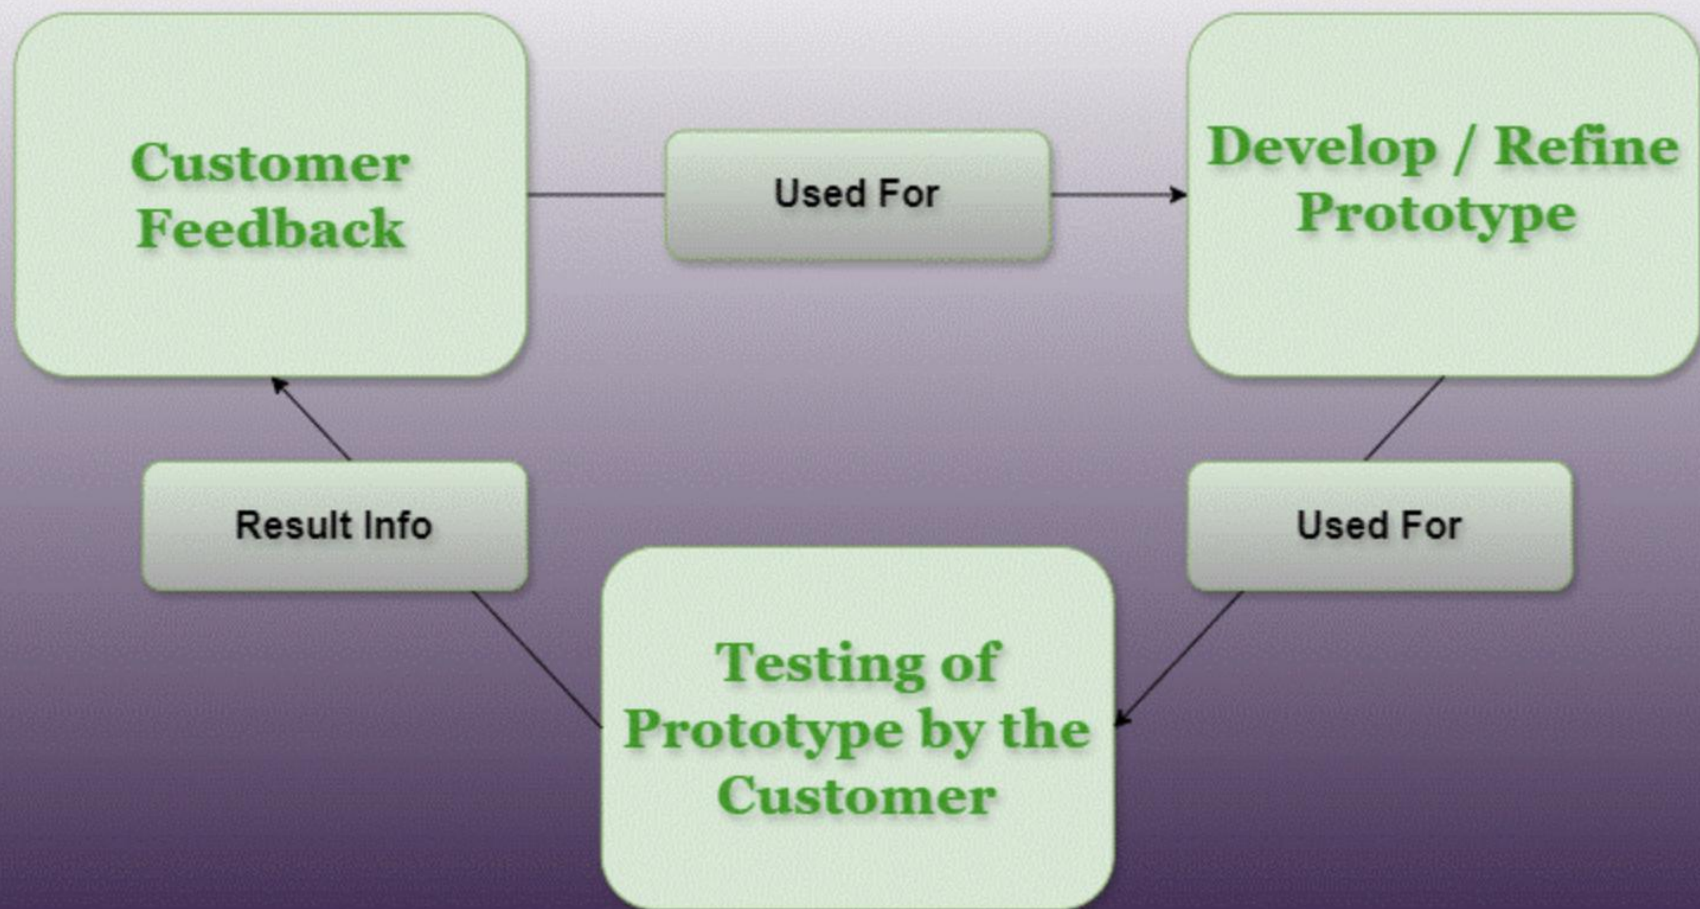 Customer
Feedback
Used For
Develop / Refine
Prototype
Result Info
Used For
Testing of
Prototype by the
Customer